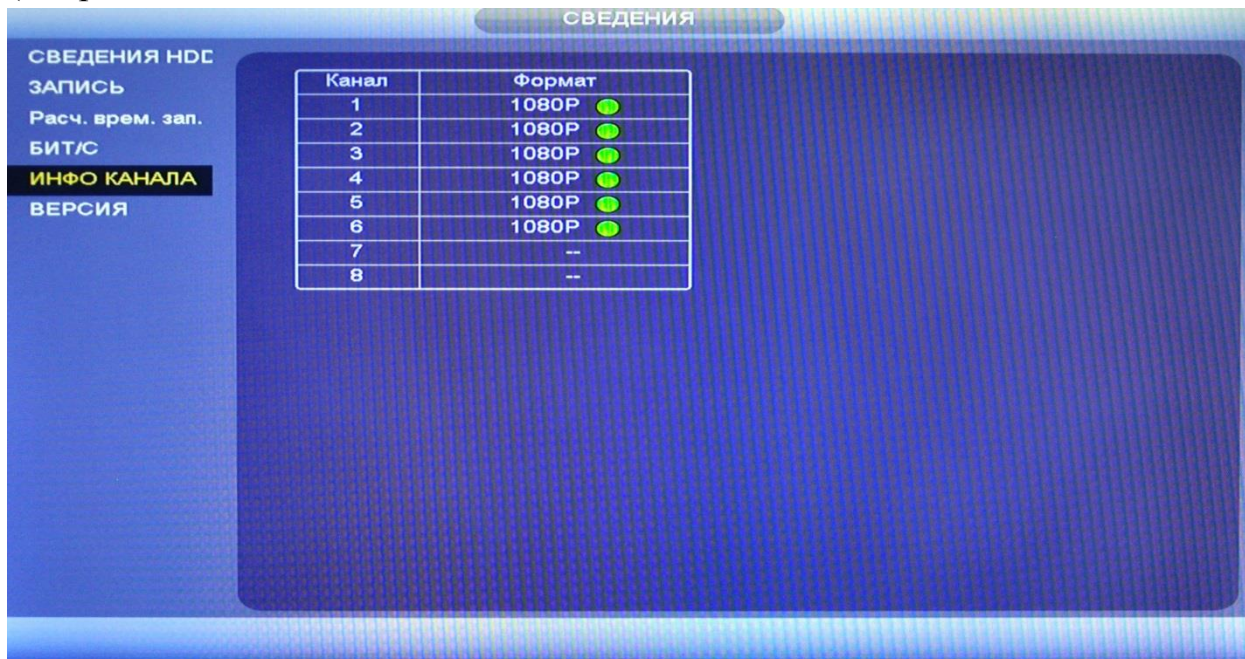 СВЕДЕНИЯ
СВЕДЕНИЯ HDD
ЗАПИСЬ
Расч. врем. зап.
БИТ/С
ИНФО КАНАЛА
ВЕРСИЯ
Канал Формат
1 1080P
2 1080P
3 1080P
4 1080P
5 1080P
6 1080P
7 --
8 --